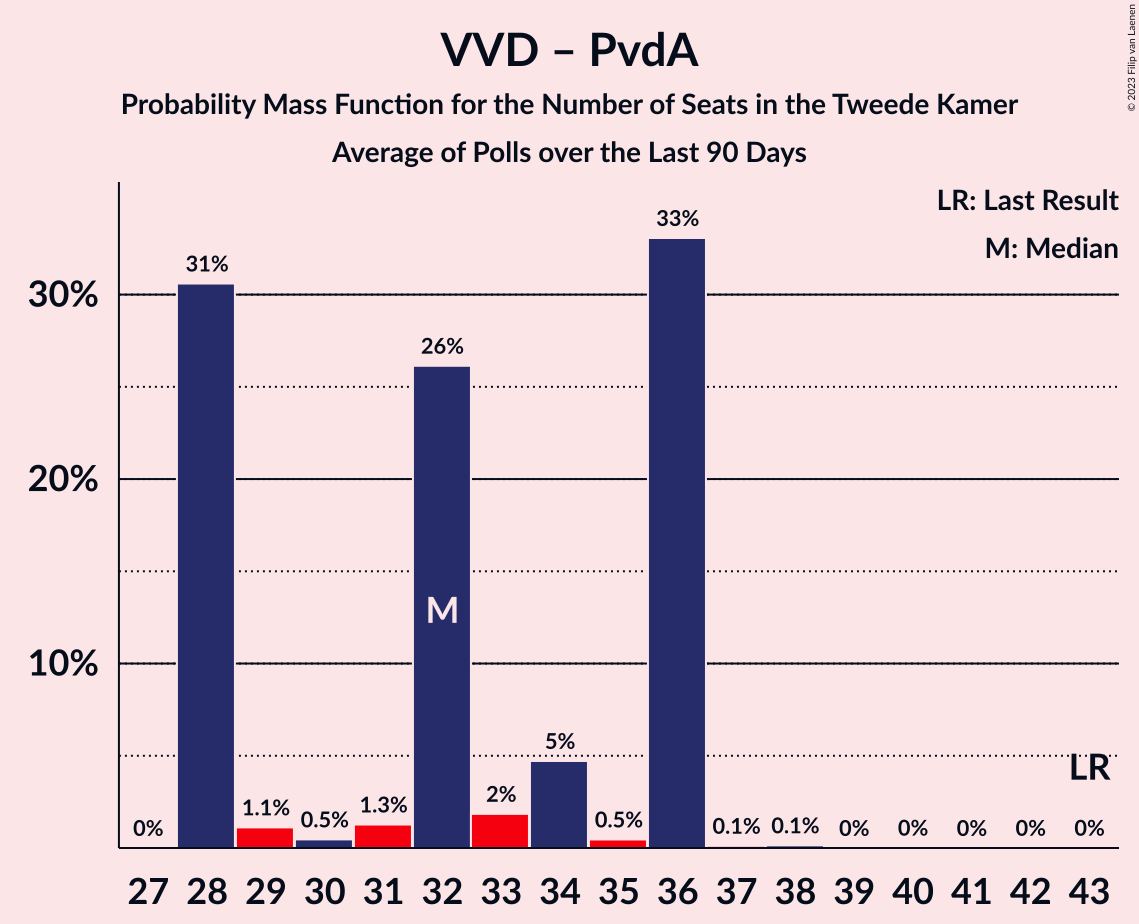 VVD – PvdA
Probability Mass Function for the Number of Seats in the Tweede Kamer
Average of Polls over the Last 90 Days
© 2023 Filip van Laenen
LR: Last Result
M: Median
33%
31%
30%
26%
20%
M
10%
5%
LR
2%
1.3%
1.1%
0.5%
0.5%
0.1%
0.1%
0%
0%
0%
0%
0%
0%
27 28 29 30 31 32 33 34 35 36 37 38 39 40 41 42 43